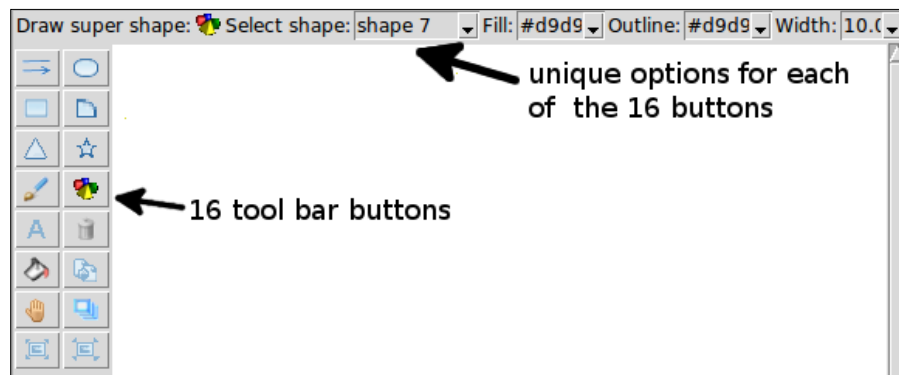 Draw super shape: Select shape: shape 7 Fill: #d9d9 Outline: #d9d9 Width: 10.0
unique options for each
of the 16 buttons
16 tool bar buttons
A